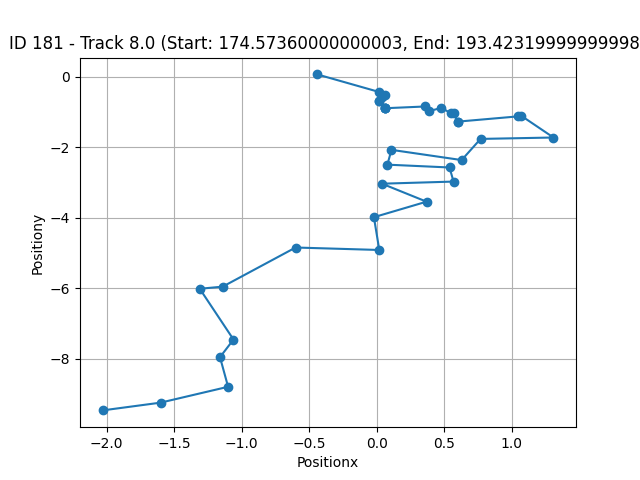 ID 181 - Track 8.0 (Start: 174.57360000000003, End: 193.42319999999998
0
−2
−4
−6
−8
Positiony
−2.0 −1.5 −1.0 −0.5 0.0 0.5 1.0
Positionx